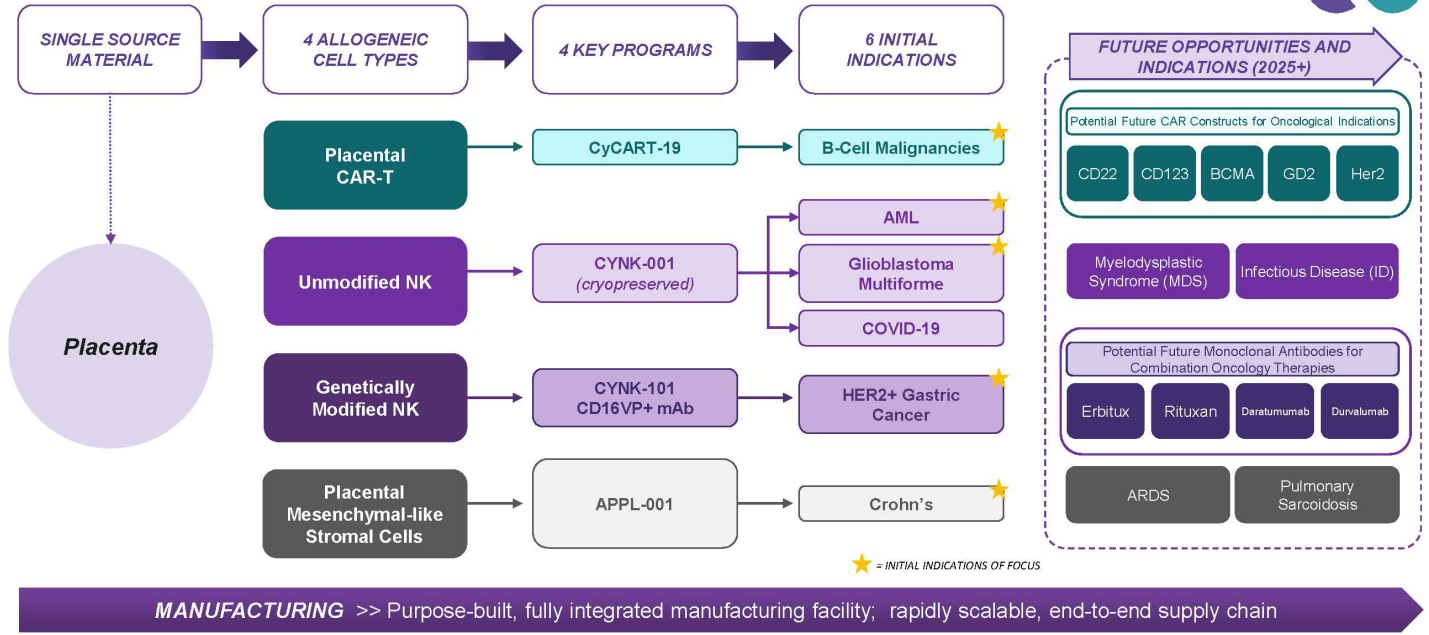 SINGLE SOURCE
MATERIAL
4 ALLOGENEIC
CELL TYPES
4 KEY PROGRAMS
6 INITIAL
INDICATIONS
FUTURE OPPORTUNITIES AND
INDICATIONS (2025+)
Placenta
Placental
CAR-T
CyCART-19
B-Cell Malignancies
Potential Future CAR Constructs for Oncological Indications
CD22
CD123
BCMA
GD2
Her2
Unmodified NK
CYNK-001
(cryopreserved)
AML
Glioblastoma
Multiforme
COVID-19
Myelodysplastic
Syndrome (MDS)
Infectious Disease (ID)
Genetically
Modified NK
CYNK-101
CD16VP+ mAb
HER2+ Gastric
Cancer
Potential Future Monoclonal Antibodies for
Combination Oncology Therapies
Erbitux
Rituxan
Daratumumab
Durvalumab
Placental
Mesenchymal-like
Stromal Cells
APPL-001
Crohn's
ARDS
Pulmonary
Sarcoidosis
= INITIAL INDICATIONS OF FOCUS
MANUFACTURING >> Purpose-built, fully integrated manufacturing facility; rapidly scalable, end-to-end supply chain